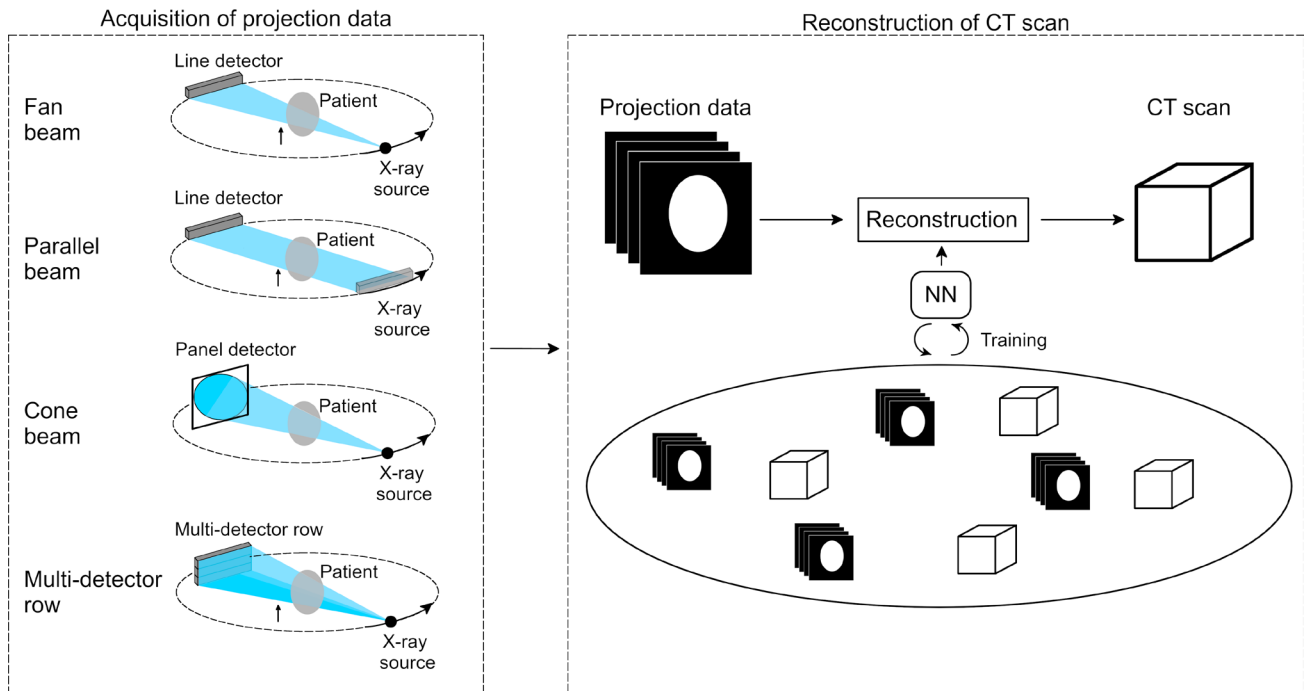 Acquisition of projection data
Fan
beam
Line detector
Patient
X-ray
source
Parallel
beam
Line detector
Patient
X-ray
source
Cone
beam
Panel detector
Patient
X-ray
source
Multi-detector
row
Multi-detector row
Patient
X-ray
source
Reconstruction of CT scan
Projection data
CT scan
Reconstruction
NN
Training